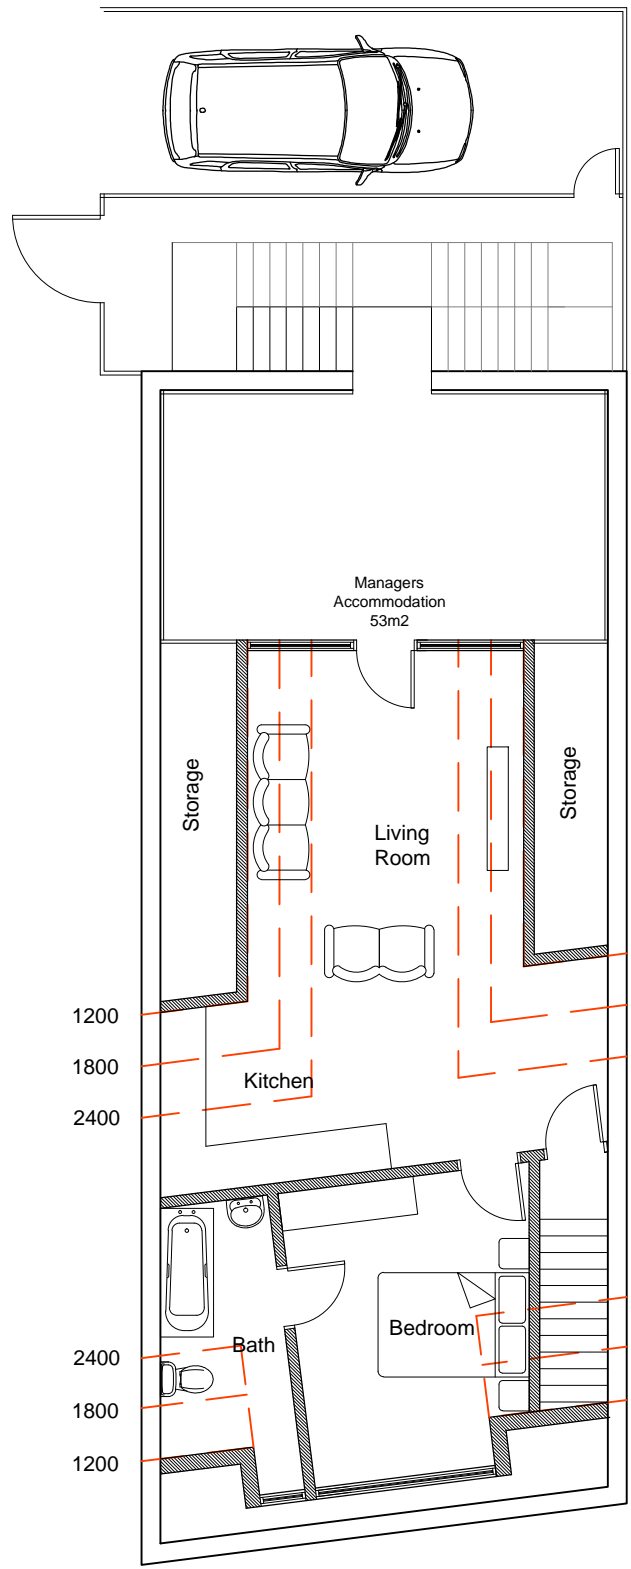 Managers
Accommodation
53m2
Storage
Storage
Living
Room
1200
1800
Kitchen
2400
Bedroom
Bath
2400
1800
1200